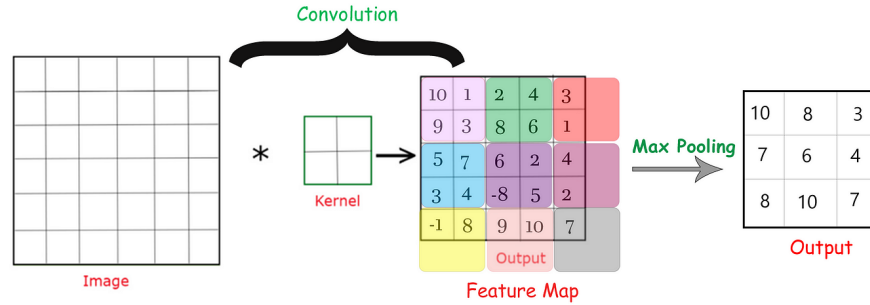 Convolution
*
10 1 2 4 3
9 3 8 6 1
5 7 6 2 4
3 4 -8 5 2
-1 8 9 10 7
Output
Kernel
Image
Feature Map
Max Pooling
10 8 3
7 6 4
8 10 7
Output